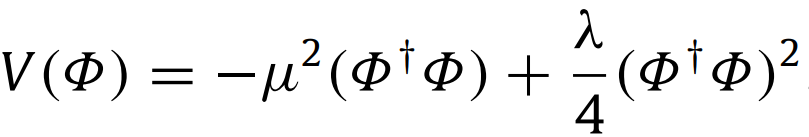 V(Φ) = −μ²(Φ†Φ) + λ/4 (Φ†Φ)²